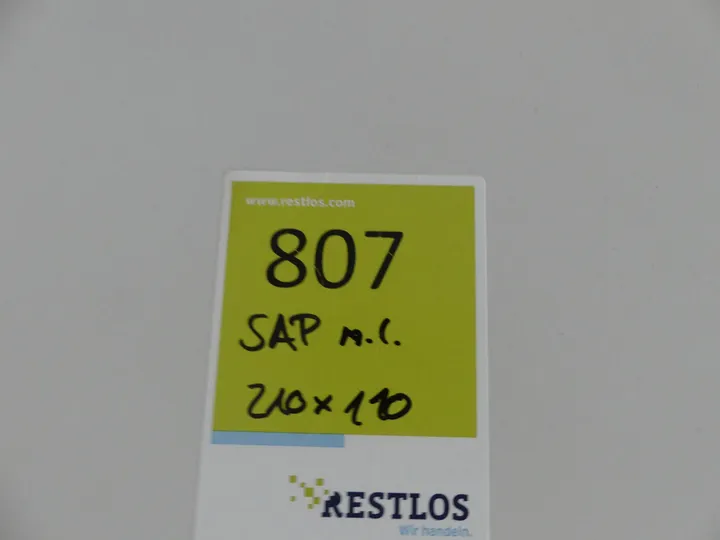 www.restlos.com
807
SAP
210x110
RESTLOS
Wir handeln.